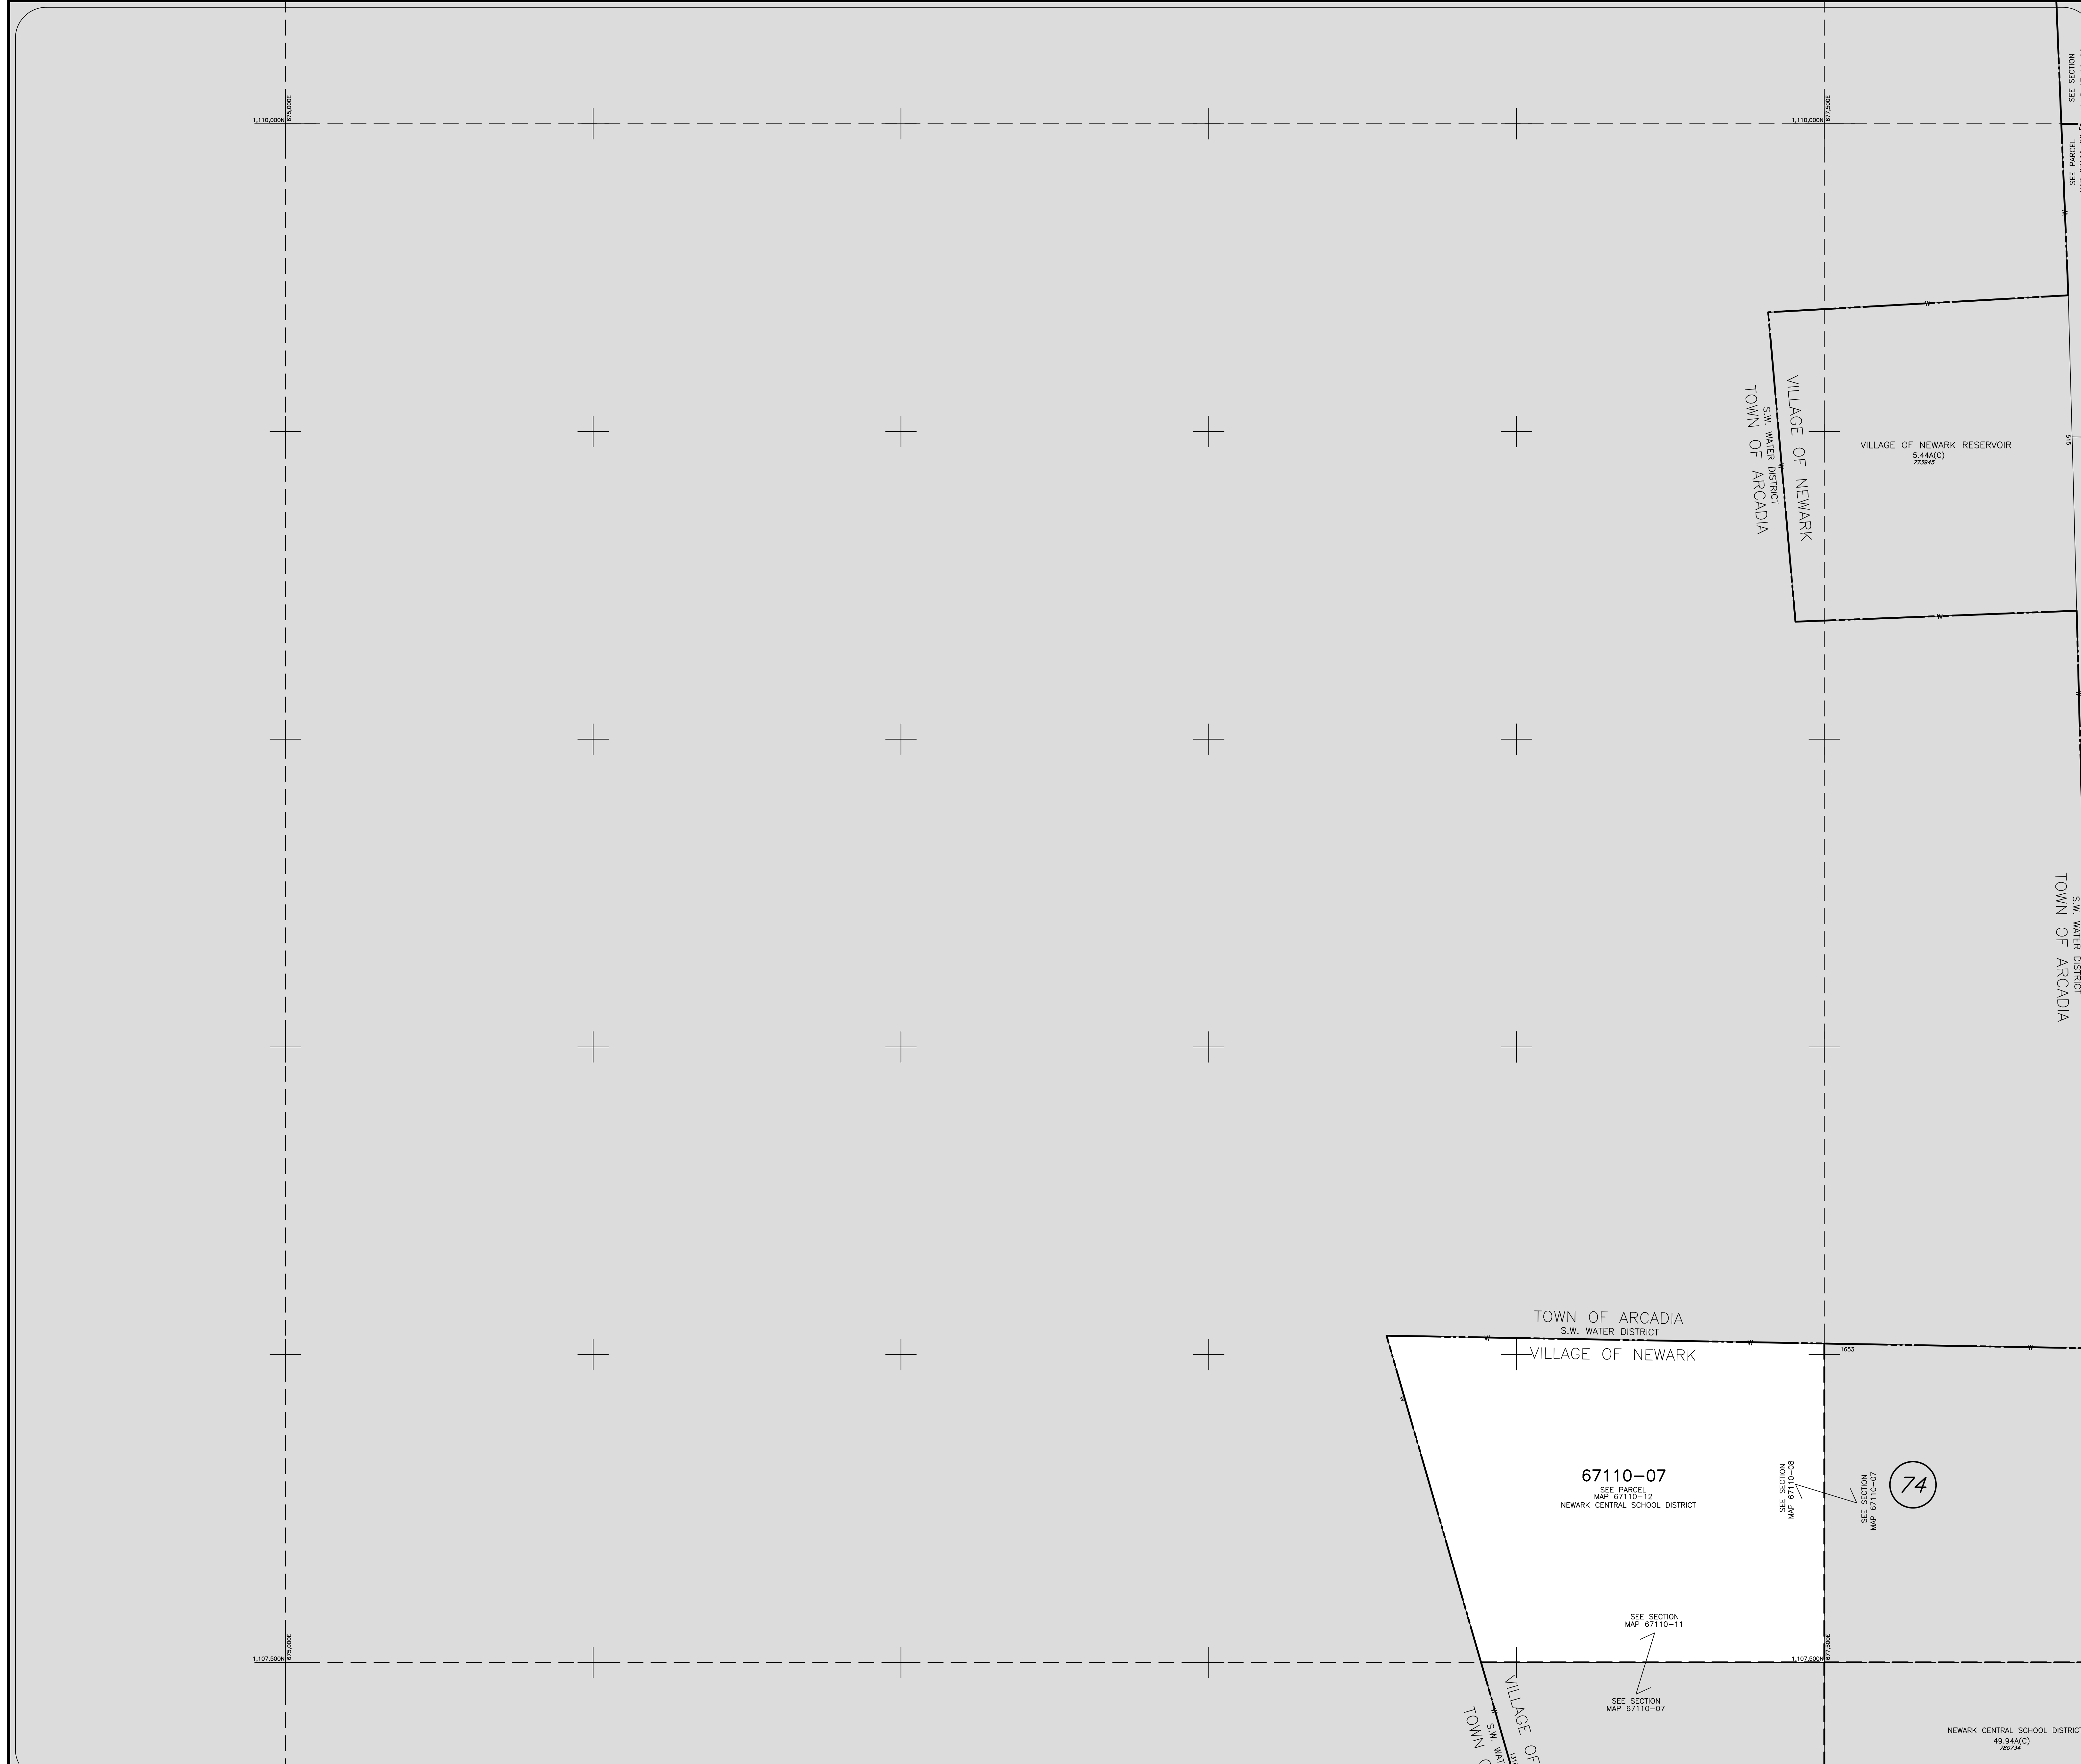 SEE SECTION
675,000E
677,500E
1,110,000N
1,110,000N
SEE PARCEL
W
W
VILLAGE OF NEWARK
S.W. WATER DISTRICT
TOWN OF ARCADIA
W
515
VILLAGE OF NEWARK RESERVOIR
5.44A(C)
773945
W
W
S.W. WATER DISTRICT
TOWN OF ARCADIA
TOWN OF ARCADIA
S.W. WATER DISTRICT
W
W
W
VILLAGE OF NEWARK
1653
W
67110-07
SEE PARCEL
MAP 67110-12
NEWARK CENTRAL SCHOOL DISTRICT
SEE SECTION
MAP 67110-08
SEE SECTION
MAP 67110-07
74
SEE SECTION
MAP 67110-11
675,000E
677,500E
1,107,500N
1,107,500N
SEE SECTION
MAP 67110-07
VILLAGE OF
W
S.W.
TOWN
NEWARK CENTRAL SCHOOL DISTRICT
49.94A(C)
780734